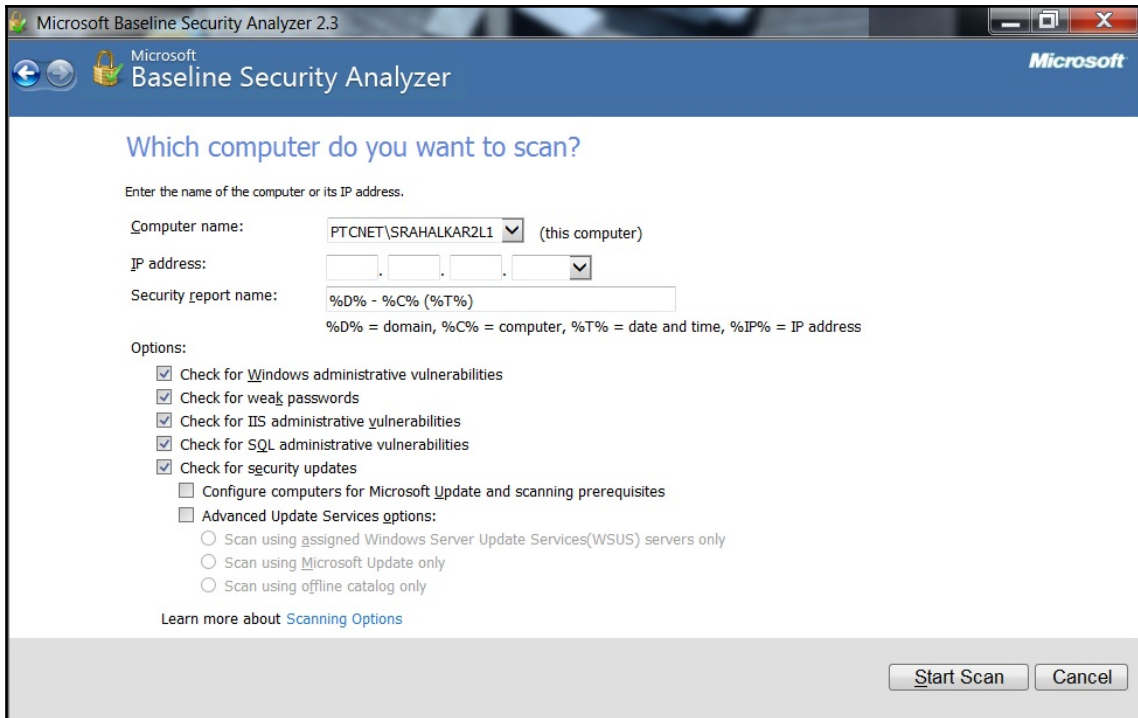 Microsoft Baseline Security Analyzer 2.3
Microsoft
Baseline Security Analyzer
Microsoft
Which computer do you want to scan?
Enter the name of the computer or its IP address.
Computer name: PTCNET\SRAHALKAR2L1 (this computer)
IP address: . . .
Security report name: %D% - %C% (%T%)
%D% = domain, %C% = computer, %T% = date and time, %IP% = IP address
Options:
Check for Windows administrative vulnerabilities
Check for weak passwords
Check for IIS administrative vulnerabilities
Check for SQL administrative vulnerabilities
Check for security updates
Configure computers for Microsoft Update and scanning prerequisites
Advanced Update Services options:
Scan using assigned Windows Server Update Services(WSUS) servers only
Scan using Microsoft Update only
Scan using offline catalog only
Learn more about Scanning Options
Start Scan Cancel